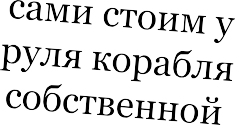 сами стоим у
руля корабля
собственной